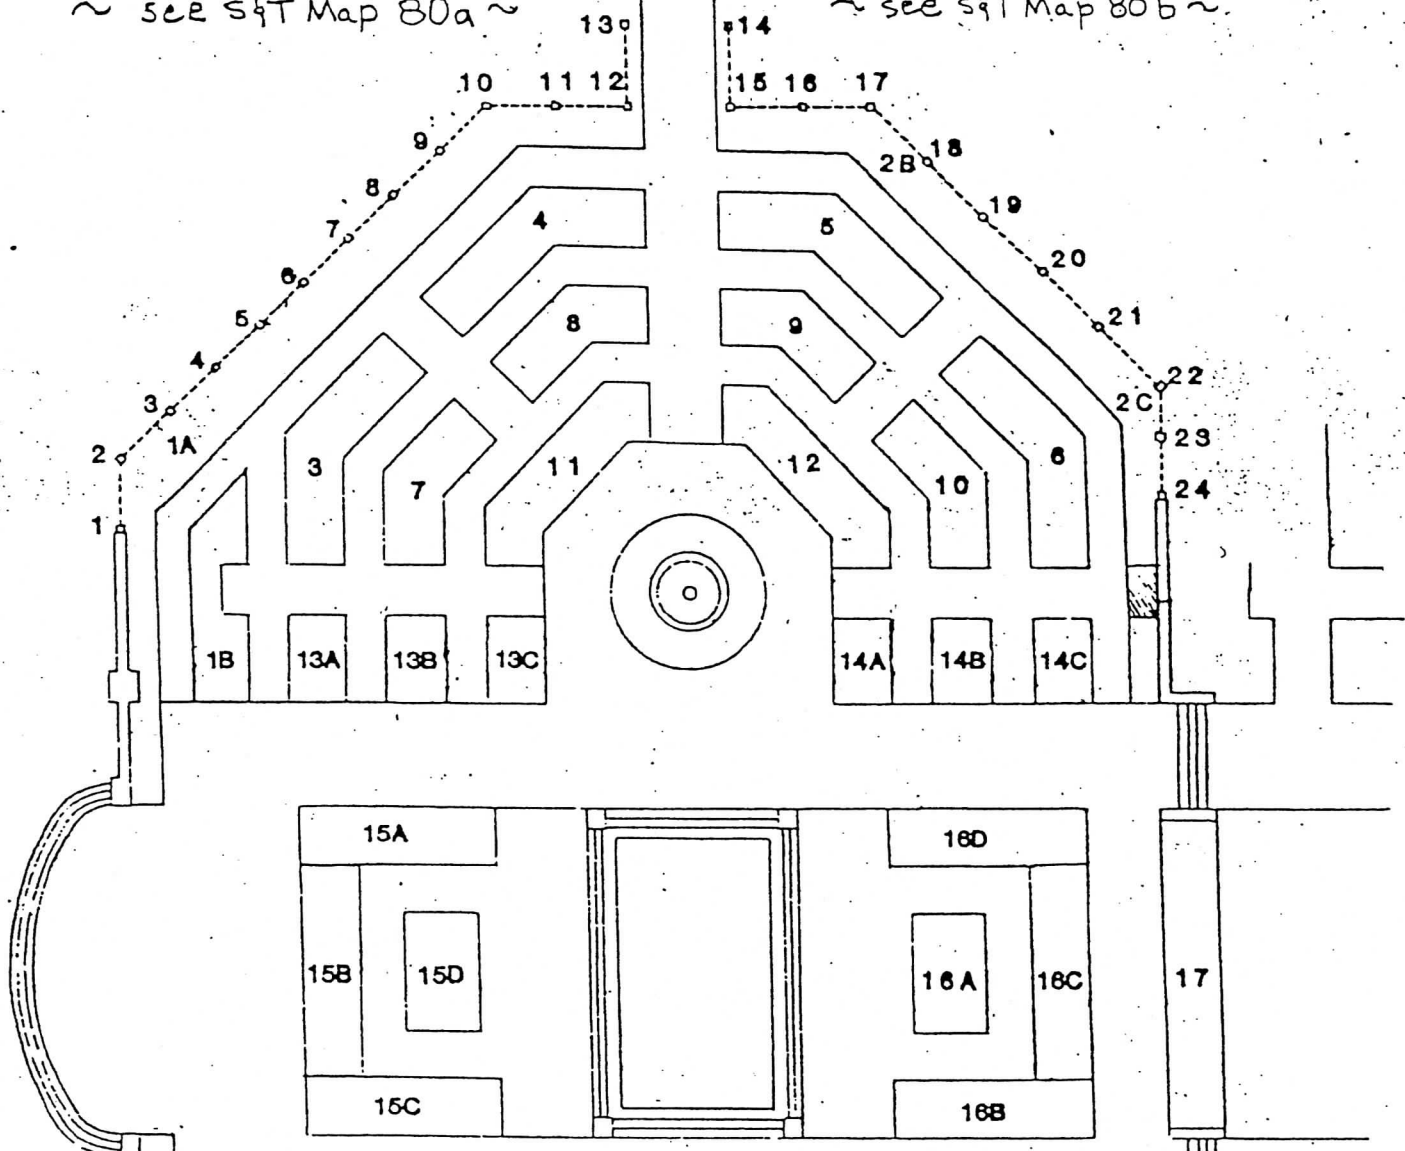 ~ see S&T Map 80a ~ ~ see S&T Map 80b ~
13 14
10 11 12 15 16 17
9 18
2B
8
4 5 19
7
6 20
5 8 9 21
4 22
3 2C
1A 23
2 3 11 12 6
7 10 24
1
1B 13A 13B 13C 14A 14B 14C
15A 16D
15B 15D 16A 16C 17
15C 16B